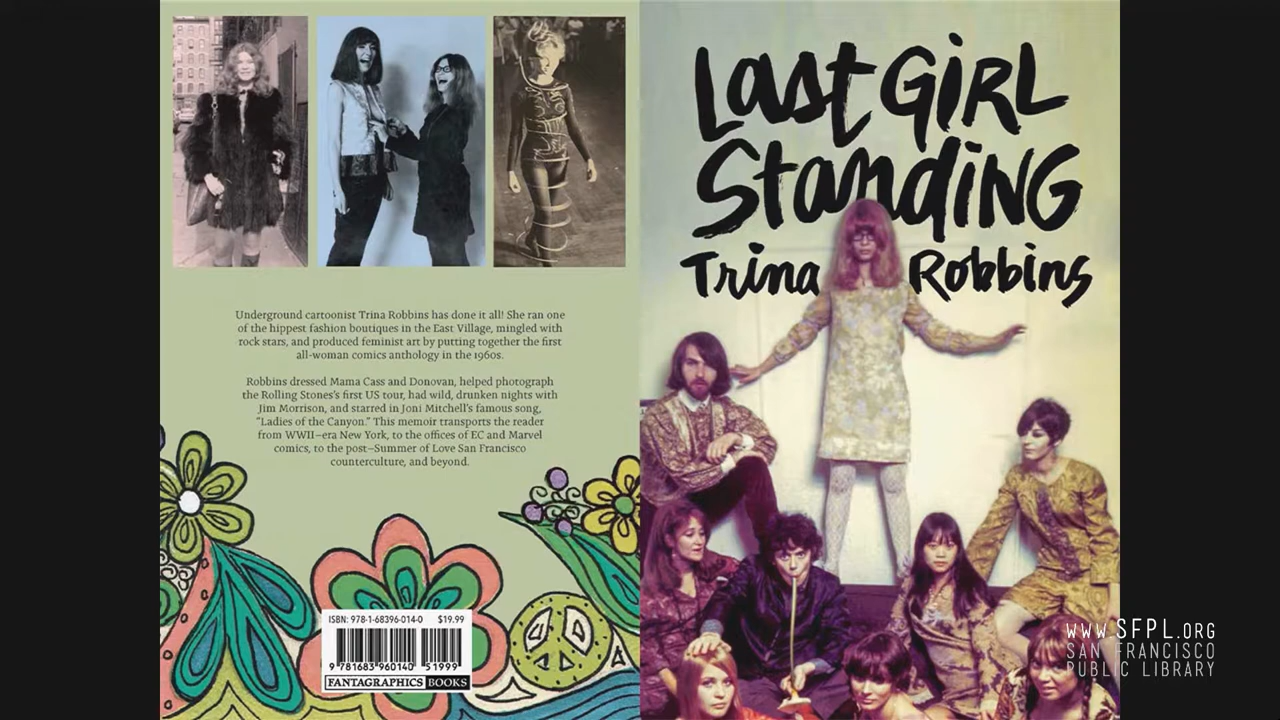 Underground cartoonist Trina Robbins has done it all! She ran one
of the hippest fashion boutiques in the East Village, mingled with
rock stars, and produced feminist art by putting together the first
all-woman comics anthology in the 1960s.
Robbins dressed Mama Cass and Donovan, helped photograph
the Rolling Stones's first US tour, had wild, drunken nights with
Jim Morrison, and starred in Joni Mitchell's famous song,
"Ladies of the Canyon." This memoir transports the reader
from WWII–era New York, to the offices of EC and Marvel
comics, to the post–Summer of Love San Francisco
counterculture, and beyond.
ISBN: 978-1-68396-014-0 $19.99
9 781683 960140 51999
FANTAGRAPHICS BOOKS
Last GiRL
StandiNG
Trina Robbins
WWW.SFPL.ORG
SAN FRANCISCO
PUBLIC LIBRARY